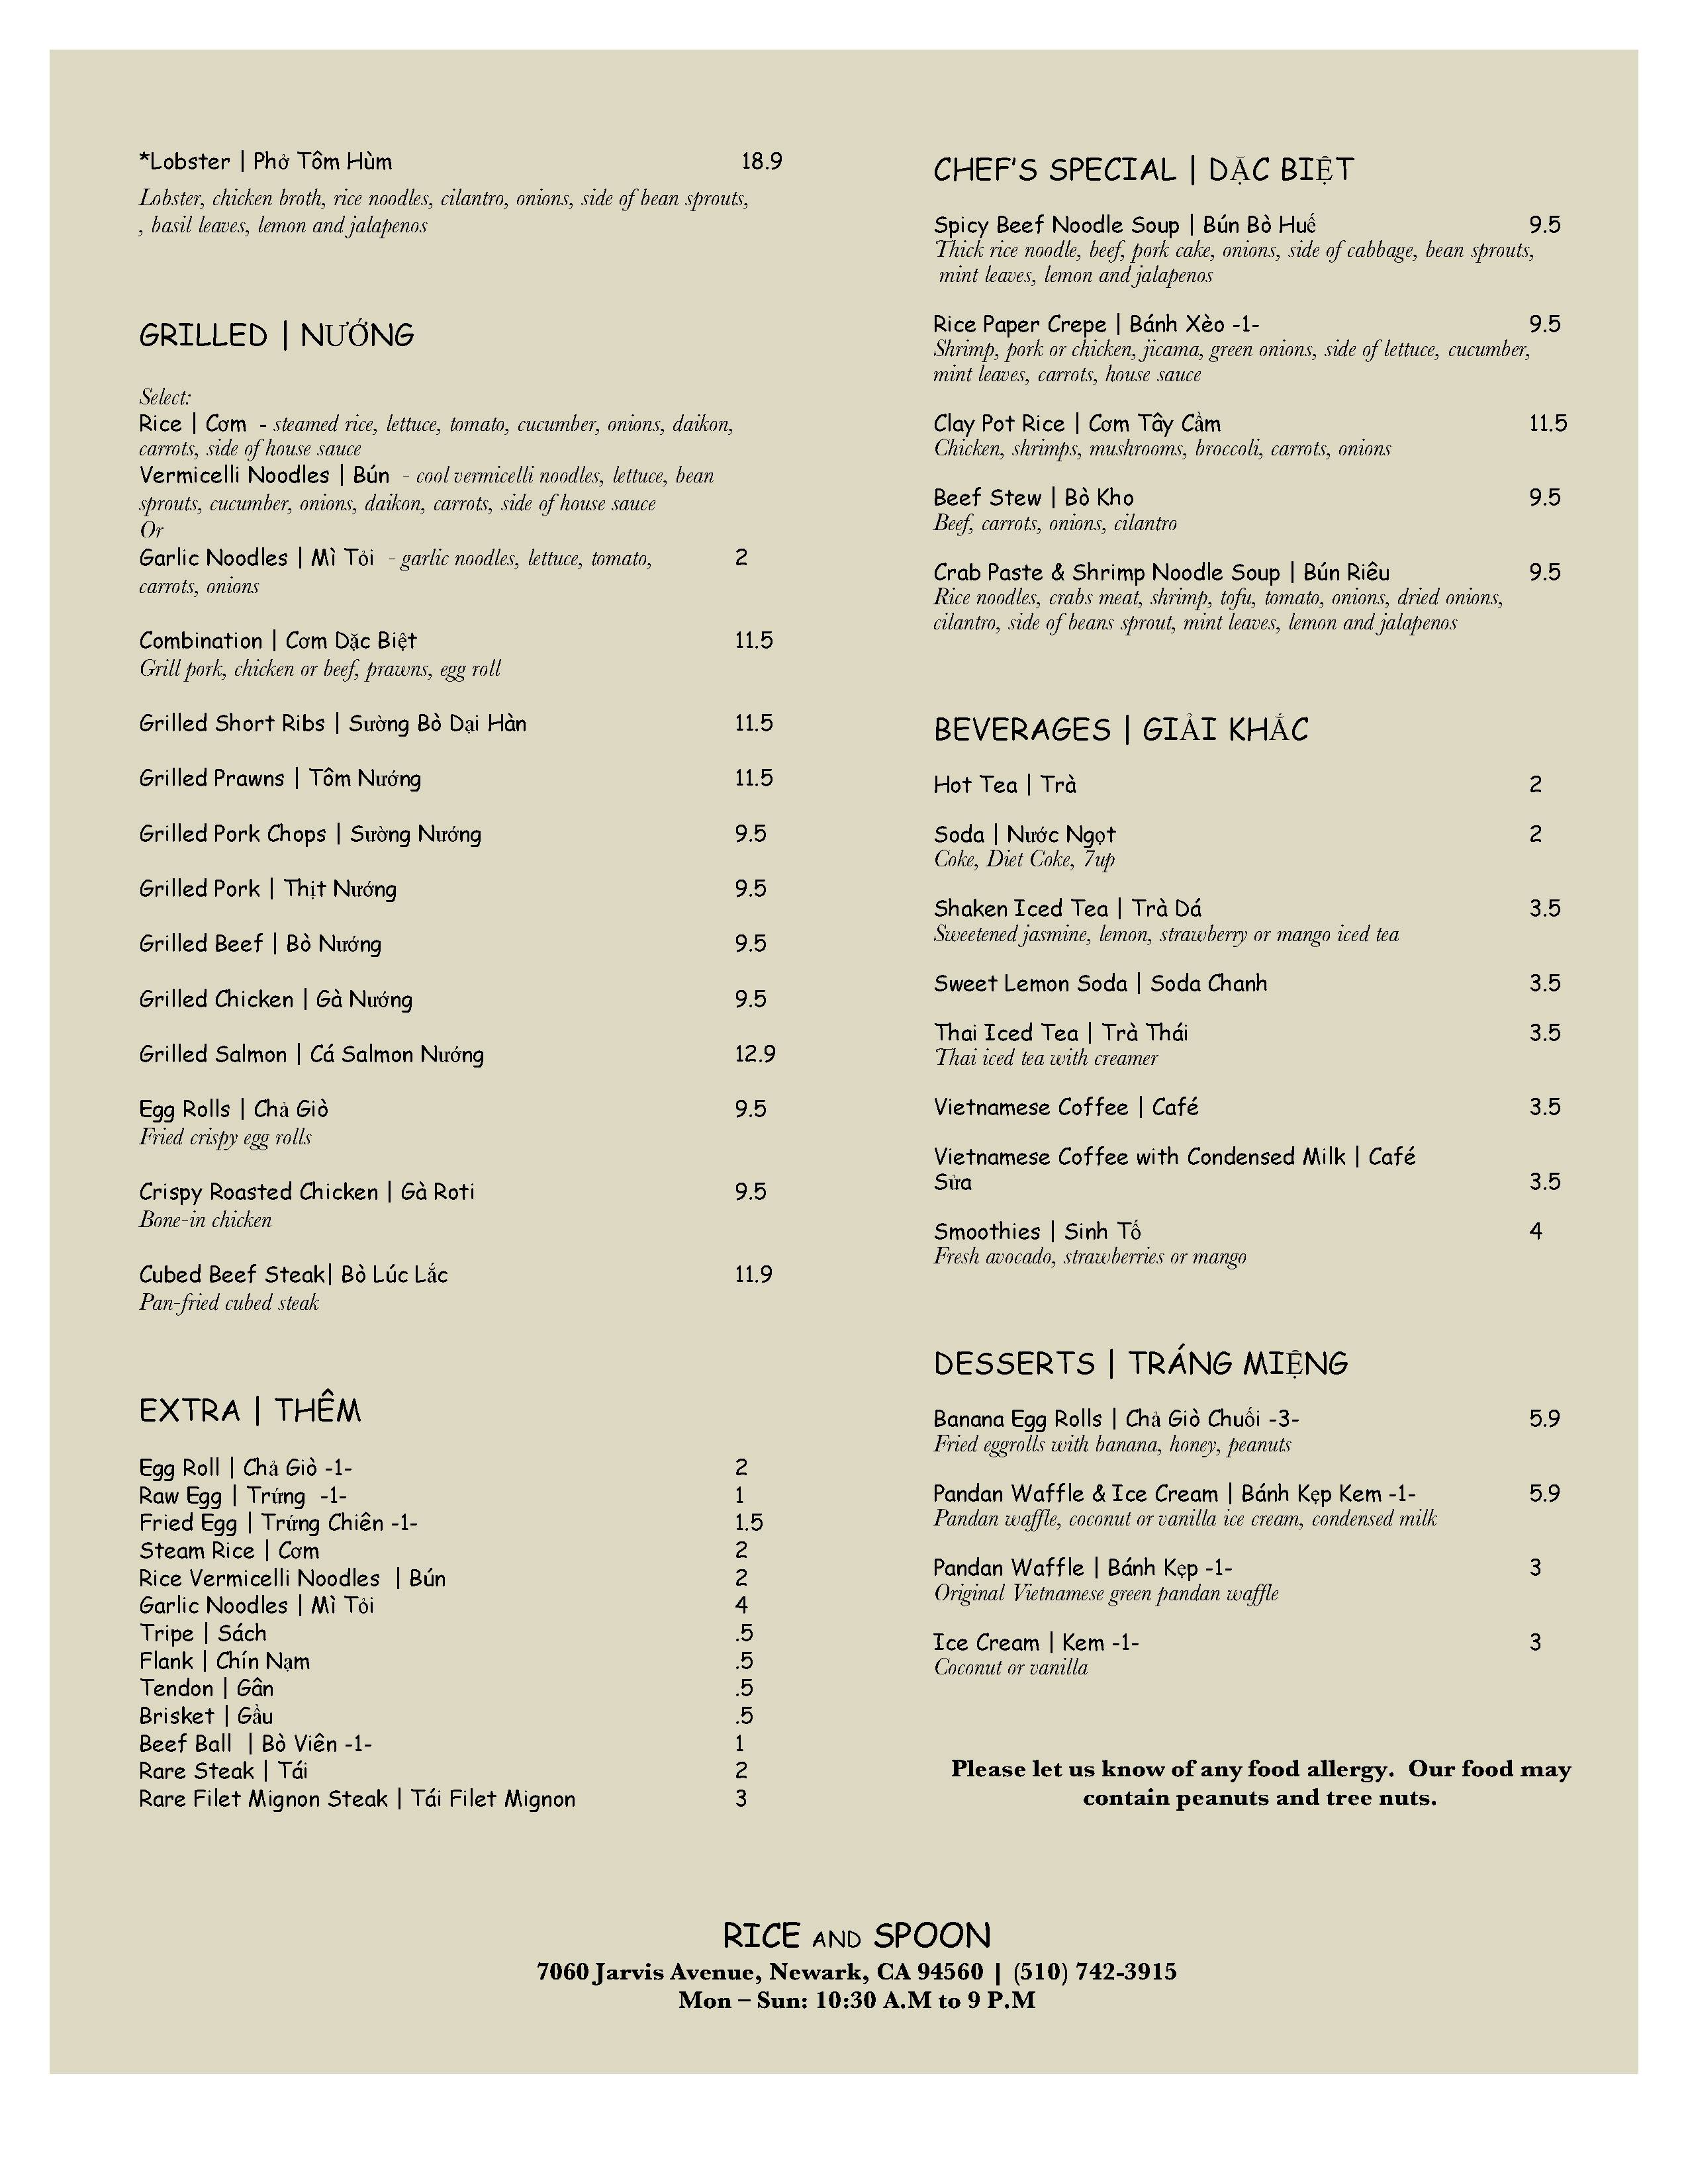 *Lobster | Phở Tôm Hùm 18.9
Lobster, chicken broth, rice noodles, cilantro, onions, side of bean sprouts,
, basil leaves, lemon and jalapenos
GRILLED | NƯỚNG
Select:
Rice | Cơm - steamed rice, lettuce, tomato, cucumber, onions, daikon,
carrots, side of house sauce
Vermicelli Noodles | Bún - cool vermicelli noodles, lettuce, bean
sprouts, cucumber, onions, daikon, carrots, side of house sauce
Or
Garlic Noodles | Mì Tỏi - garlic noodles, lettuce, tomato, 2
carrots, onions
Combination | Cơm Dặc Biệt 11.5
Grill pork, chicken or beef, prawns, egg roll
Grilled Short Ribs | Sường Bò Dại Hàn 11.5
Grilled Prawns | Tôm Nướng 11.5
Grilled Pork Chops | Sường Nướng 9.5
Grilled Pork | Thịt Nướng 9.5
Grilled Beef | Bò Nướng 9.5
Grilled Chicken | Gà Nướng 9.5
Grilled Salmon | Cá Salmon Nướng 12.9
Egg Rolls | Chả Giò 9.5
Fried crispy egg rolls
Crispy Roasted Chicken | Gà Roti 9.5
Bone-in chicken
Cubed Beef Steak| Bò Lúc Lắc 11.9
Pan-fried cubed steak
EXTRA | THÊM
Egg Roll | Chả Giò -1- 2
Raw Egg | Trứng -1- 1
Fried Egg | Trứng Chiên -1- 1.5
Steam Rice | Cơm 2
Rice Vermicelli Noodles | Bún 2
Garlic Noodles | Mì Tỏi 4
Tripe | Sách .5
Flank | Chín Nạm .5
Tendon | Gân .5
Brisket | Gầu .5
Beef Ball | Bò Viên -1- 1
Rare Steak | Tái 2
Rare Filet Mignon Steak | Tái Filet Mignon 3
CHEF'S SPECIAL | DẶC BIỆT
Spicy Beef Noodle Soup | Bún Bò Huế 9.5
Thick rice noodle, beef, pork cake, onions, side of cabbage, bean sprouts,
mint leaves, lemon and jalapenos
Rice Paper Crepe | Bánh Xèo -1- 9.5
Shrimp, pork or chicken, jicama, green onions, side of lettuce, cucumber,
mint leaves, carrots, house sauce
Clay Pot Rice | Cơm Tây Cầm 11.5
Chicken, shrimps, mushrooms, broccoli, carrots, onions
Beef Stew | Bò Kho 9.5
Beef, carrots, onions, cilantro
Crab Paste & Shrimp Noodle Soup | Bún Riêu 9.5
Rice noodles, crabs meat, shrimp, tofu, tomato, onions, dried onions,
cilantro, side of beans sprout, mint leaves, lemon and jalapenos
BEVERAGES | GIẢI KHẮC
Hot Tea | Trà 2
Soda | Nước Ngọt 2
Coke, Diet Coke, 7up
Shaken Iced Tea | Trà Dá 3.5
Sweetened jasmine, lemon, strawberry or mango iced tea
Sweet Lemon Soda | Soda Chanh 3.5
Thai Iced Tea | Trà Thái 3.5
Thai iced tea with creamer
Vietnamese Coffee | Café 3.5
Vietnamese Coffee with Condensed Milk | Café
Sửa 3.5
Smoothies | Sinh Tố 4
Fresh avocado, strawberries or mango
DESSERTS | TRÁNG MIỆNG
Banana Egg Rolls | Chả Giò Chuối -3- 5.9
Fried eggrolls with banana, honey, peanuts
Pandan Waffle & Ice Cream | Bánh Kẹp Kem -1- 5.9
Pandan waffle, coconut or vanilla ice cream, condensed milk
Pandan Waffle | Bánh Kẹp -1- 3
Original Vietnamese green pandan waffle
Ice Cream | Kem -1- 3
Coconut or vanilla
Please let us know of any food allergy. Our food may
contain peanuts and tree nuts.
RICE AND SPOON
7060 Jarvis Avenue, Newark, CA 94560 | (510) 742-3915
Mon – Sun: 10:30 A.M to 9 P.M